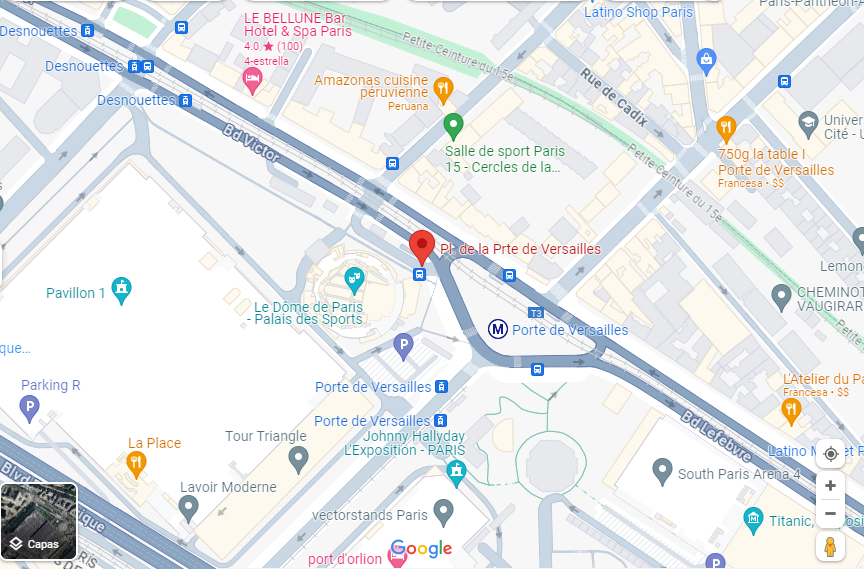 LE BELLUNE Bar
Hotel & Spa Paris
4.0 ★ (100)
4-estrella
Latino Shop Paris
Desnouettes
Desnouettes
Desnouettes
Petite Ceinture du 15e
Rue de Cadix
Amazonas cuisine
péruvienne
Peruana
Bd Victor
Salle de sport Paris
15 - Cercles de la...
Petite Ceinture du 15e
750g la table I
Porte de Versailles
Francesa • $$
Univer
Cité - U
Pl. de la Prte de Versailles
Pavillon 1
Le Dôme de Paris
- Palais des Sports
Lemon
CHEMINOT
VAUGIRAR
T3
M Porte de Versailles
que...
P
Parking R
P
Porte de Versailles
Porte de Versailles
L'Atelier du Pa
Francesa • $$
Bd Lefebvre
La Place
Tour Triangle
Johnny Hallyday
L'Exposition - PARIS
Latino M
t F
South Paris Arena 4
Lavoir Moderne
vectorstands Paris
Titanic,
osi
Capas
port d'orlion
Google
P